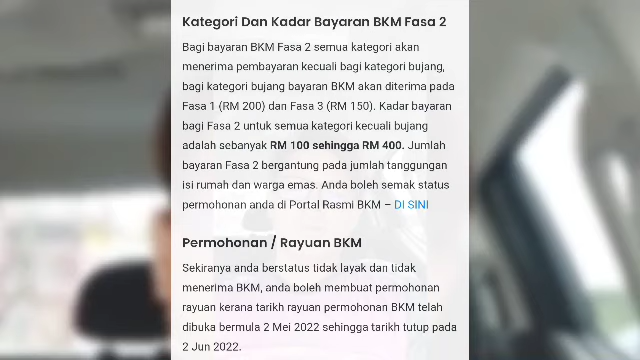 Kategori Dan Kadar Bayaran BKM Fasa 2
Bagi bayaran BKM Fasa 2 semua kategori akan
menerima pembayaran kecuali bagi kategori bujang,
bagi kategori bujang bayaran BKM akan diterima pada
Fasa 1 (RM 200) dan Fasa 3 (RM 150). Kadar bayaran
bagi Fasa 2 untuk semua kategori kecuali bujang
adalah sebanyak RM 100 sehingga RM 400. Jumlah
bayaran Fasa 2 bergantung pada jumlah tanggungan
isi rumah dan warga emas. Anda boleh semak status
permohonan anda di Portal Rasmi BKM – DI SINI
Permohonan / Rayuan BKM
Sekiranya anda berstatus tidak layak dan tidak
menerima BKM, anda boleh membuat permohonan
rayuan kerana tarikh rayuan permohonan BKM telah
dibuka bermula 2 Mei 2022 sehingga tarikh tutup pada
2 Jun 2022.